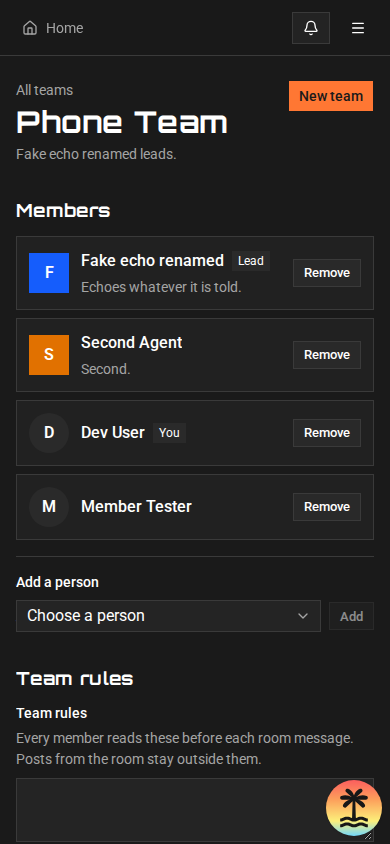 Home
All teams
New team
Phone Team
Fake echo renamed leads.
Members
F
Fake echo renamed
Lead
Echoes whatever it is told.
Remove
S
Second Agent
Second.
Remove
D
Dev User
You
Remove
M
Member Tester
Remove
Add a person
Choose a person
Add
Team rules
Team rules
Every member reads these before each room message.
Posts from the room stay outside them.